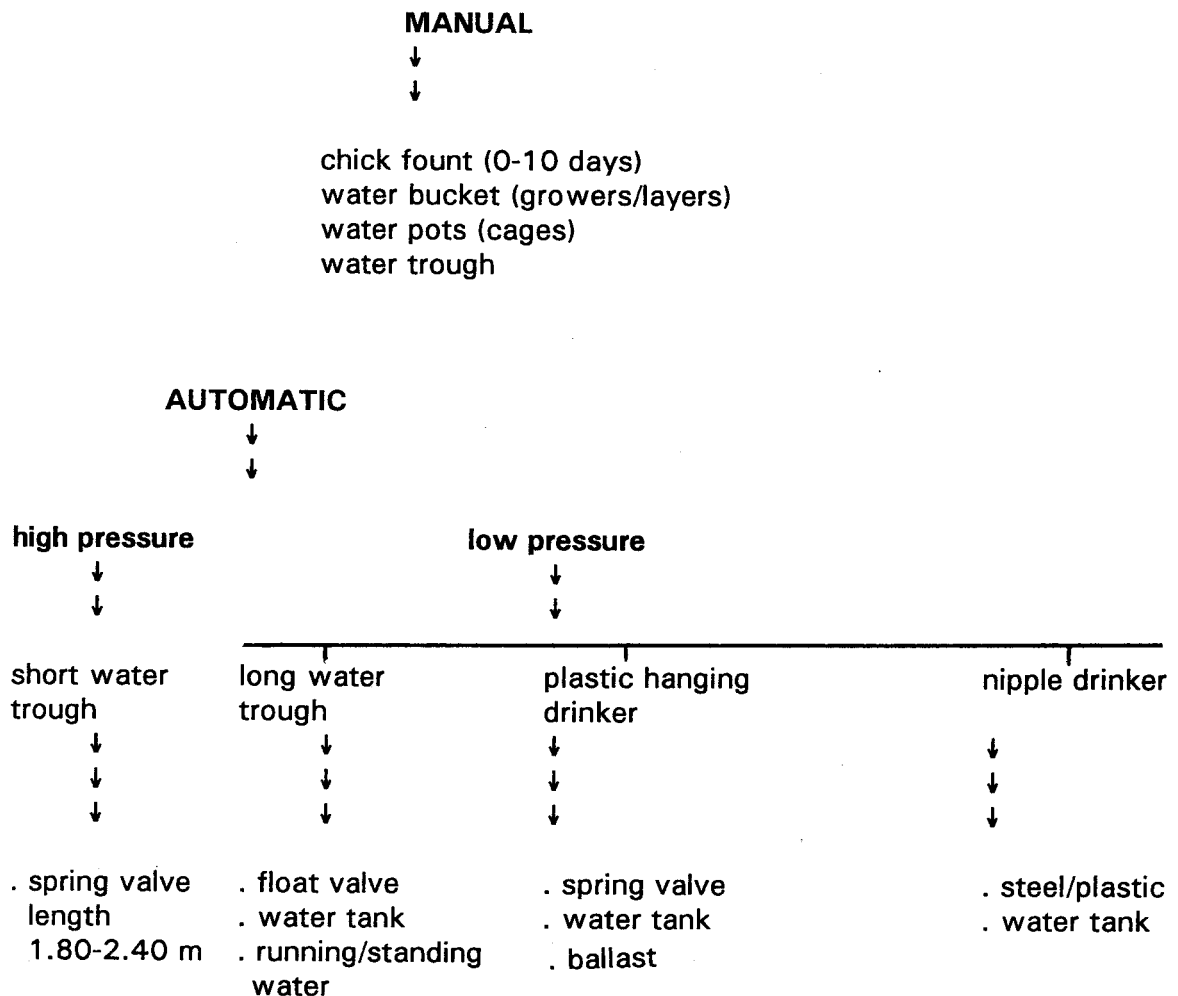 MANUAL
↓
↓
chick fount (0-10 days)
water bucket (growers/layers)
water pots (cages)
water trough
AUTOMATIC
↓
↓
high pressure
↓
↓
short water
trough
↓
↓
↓
. spring valve
length
1.80-2.40 m
low pressure
↓
↓
long water
trough
↓
↓
↓
. float valve
. water tank
. running/standing
water
plastic hanging
drinker
↓
↓
↓
. spring valve
. water tank
. ballast
nipple drinker
↓
↓
↓
. steel/plastic
. water tank